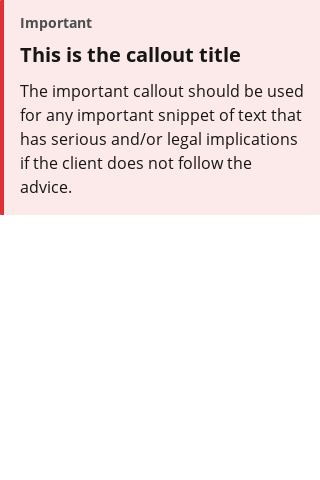 Important
This is the callout title
The important callout should be used
for any important snippet of text that
has serious and/or legal implications
if the client does not follow the
advice.